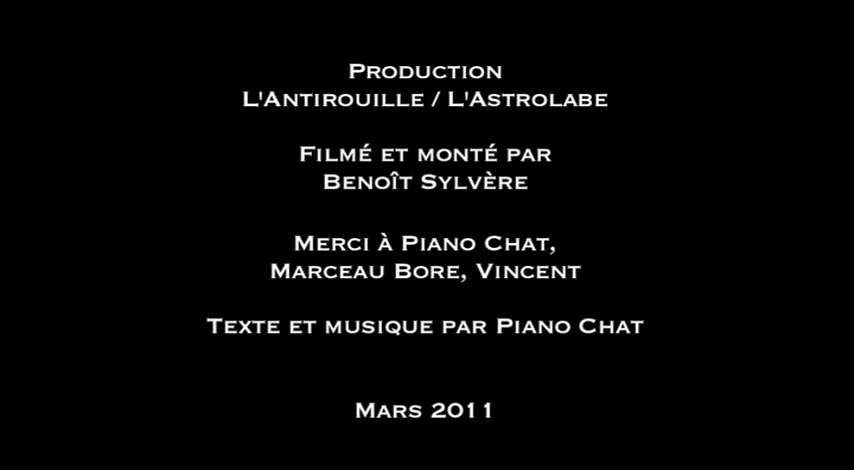 Production
L'Antirouille / L'Astrolabe
Filmé et monté par
Benoît Sylvère
Merci à Piano Chat,
Marceau Bore, Vincent
Texte et musique par Piano Chat
Mars 2011